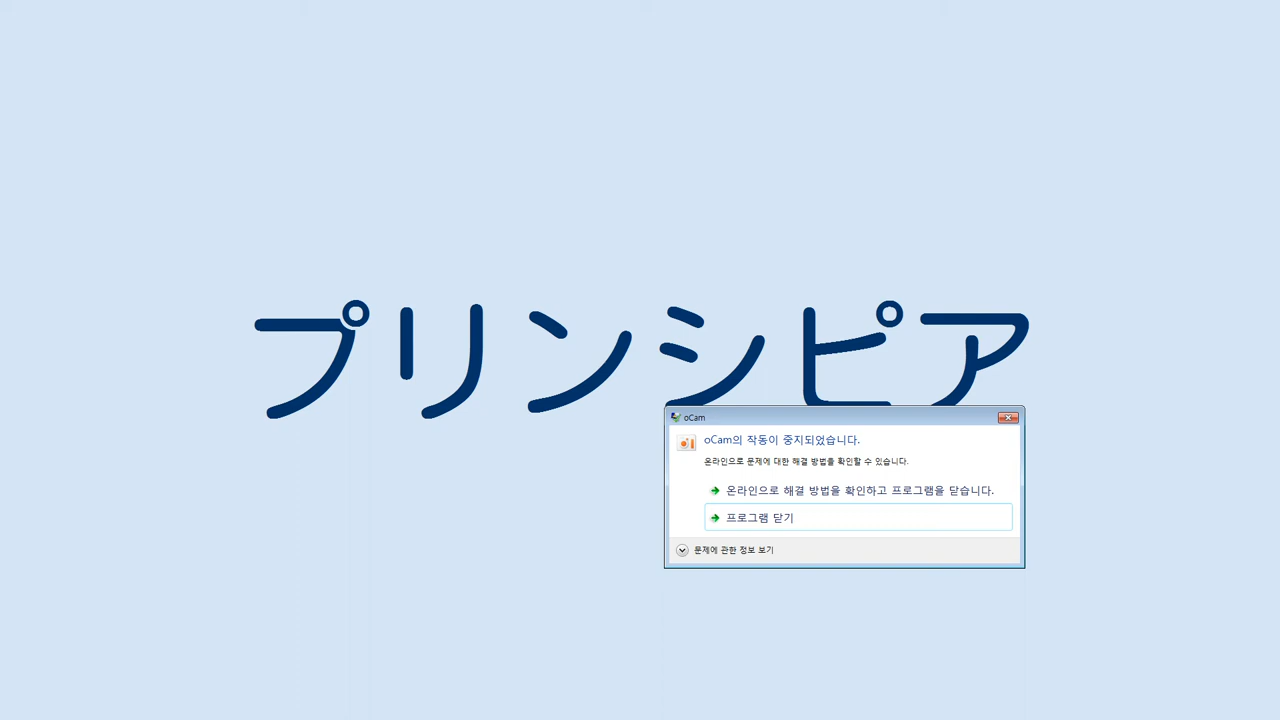 プリンシピア
oCam
oCam의 작동이 중지되었습니다.
온라인으로 문제에 대한 해결 방법을 확인할 수 있습니다.
온라인으로 해결 방법을 확인하고 프로그램을 닫습니다.
프로그램 닫기
문제에 관한 정보 보기